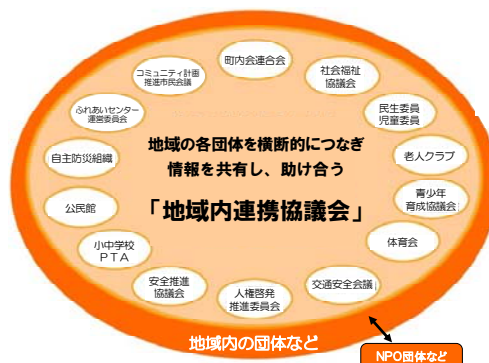 町内会連合会
コミュニティ計画
推進市民会議
社会福祉
協議会
ふれあいセンター
運営委員会
民生委員
児童委員
地域の各団体を横断的につなぎ
情報を共有し、助け合う
「地域内連携協議会」
自主防災組織
老人クラブ
公民館
青少年
育成協議会
小中学校
PTA
体育会
安全推進
協議会
人権啓発
推進委員会
交通安全会議
地域内の団体など
NPO団体など